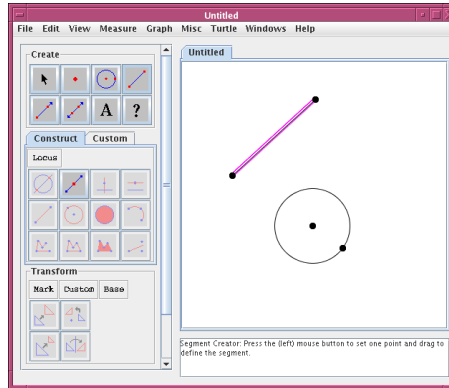 Untitled
File Edit View Measure Graph Misc Turtle Windows Help
Create
A ?
Construct Custom
Locus
Transform
Mark Custom Base
Untitled
Segment Creator: Press the (left) mouse button to set one point and drag to
define the segment.